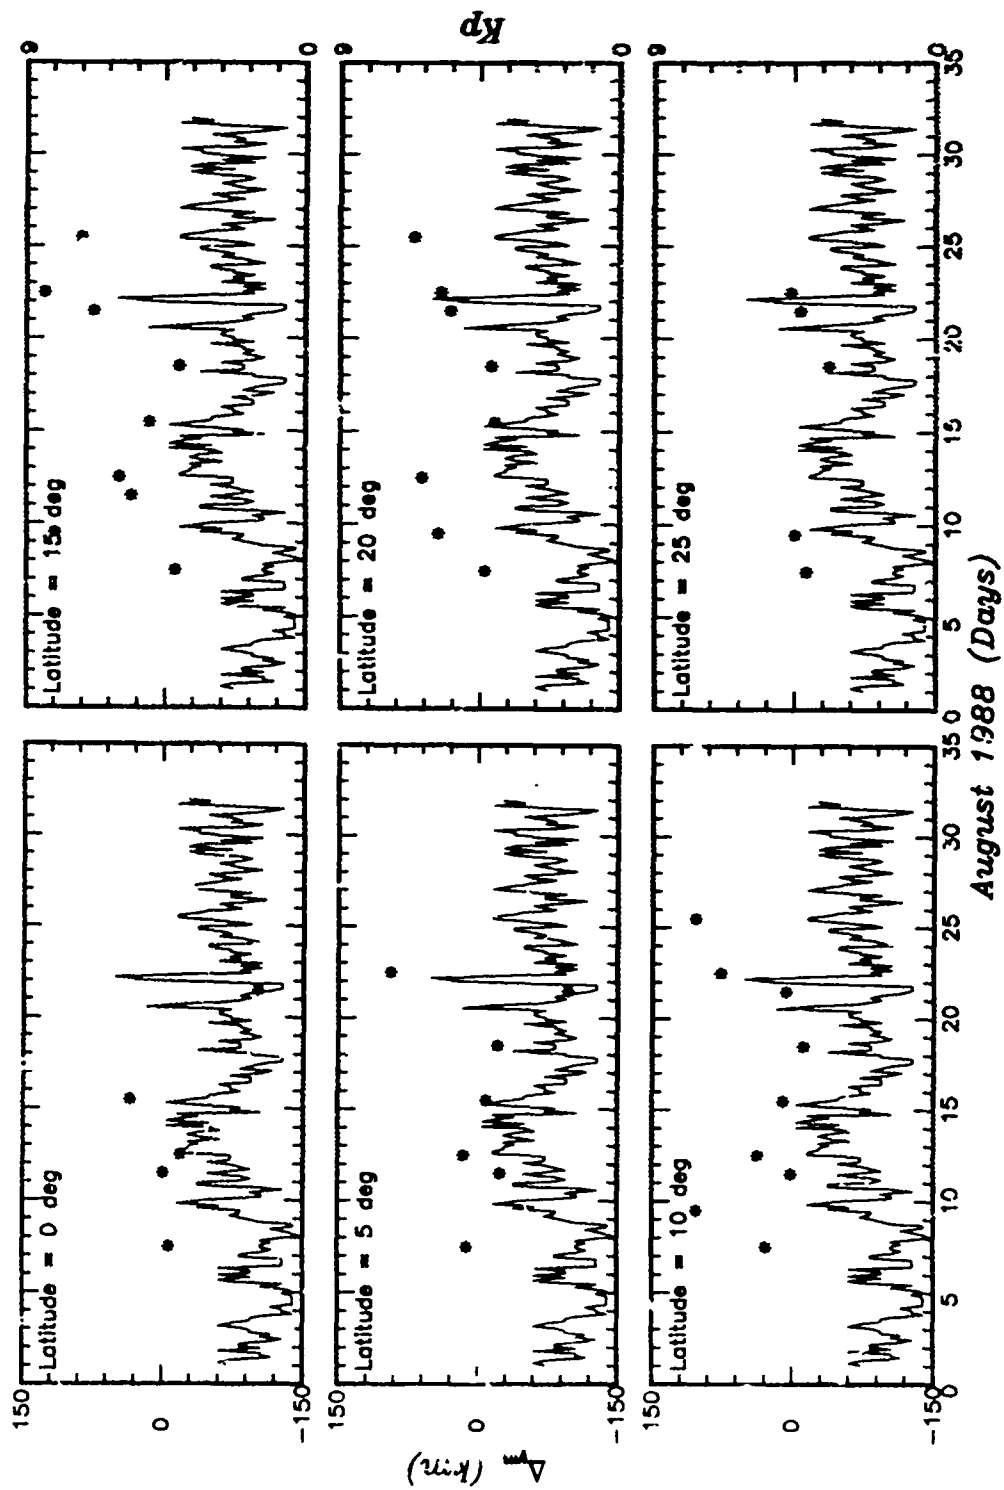 150
Latitude = 0 deg
Latitude = 15 deg
9
0
-150
0
150
Latitude = 5 deg
Latitude = 20 deg
9
(km)
0
Kp
-150
0
150
Latitude = 10 deg
Latitude = 25 deg
9
0
-150
0
0 5 10 15 20 25 30 35 0 5 10 15 20 25 30 35
August 1988 (Days)